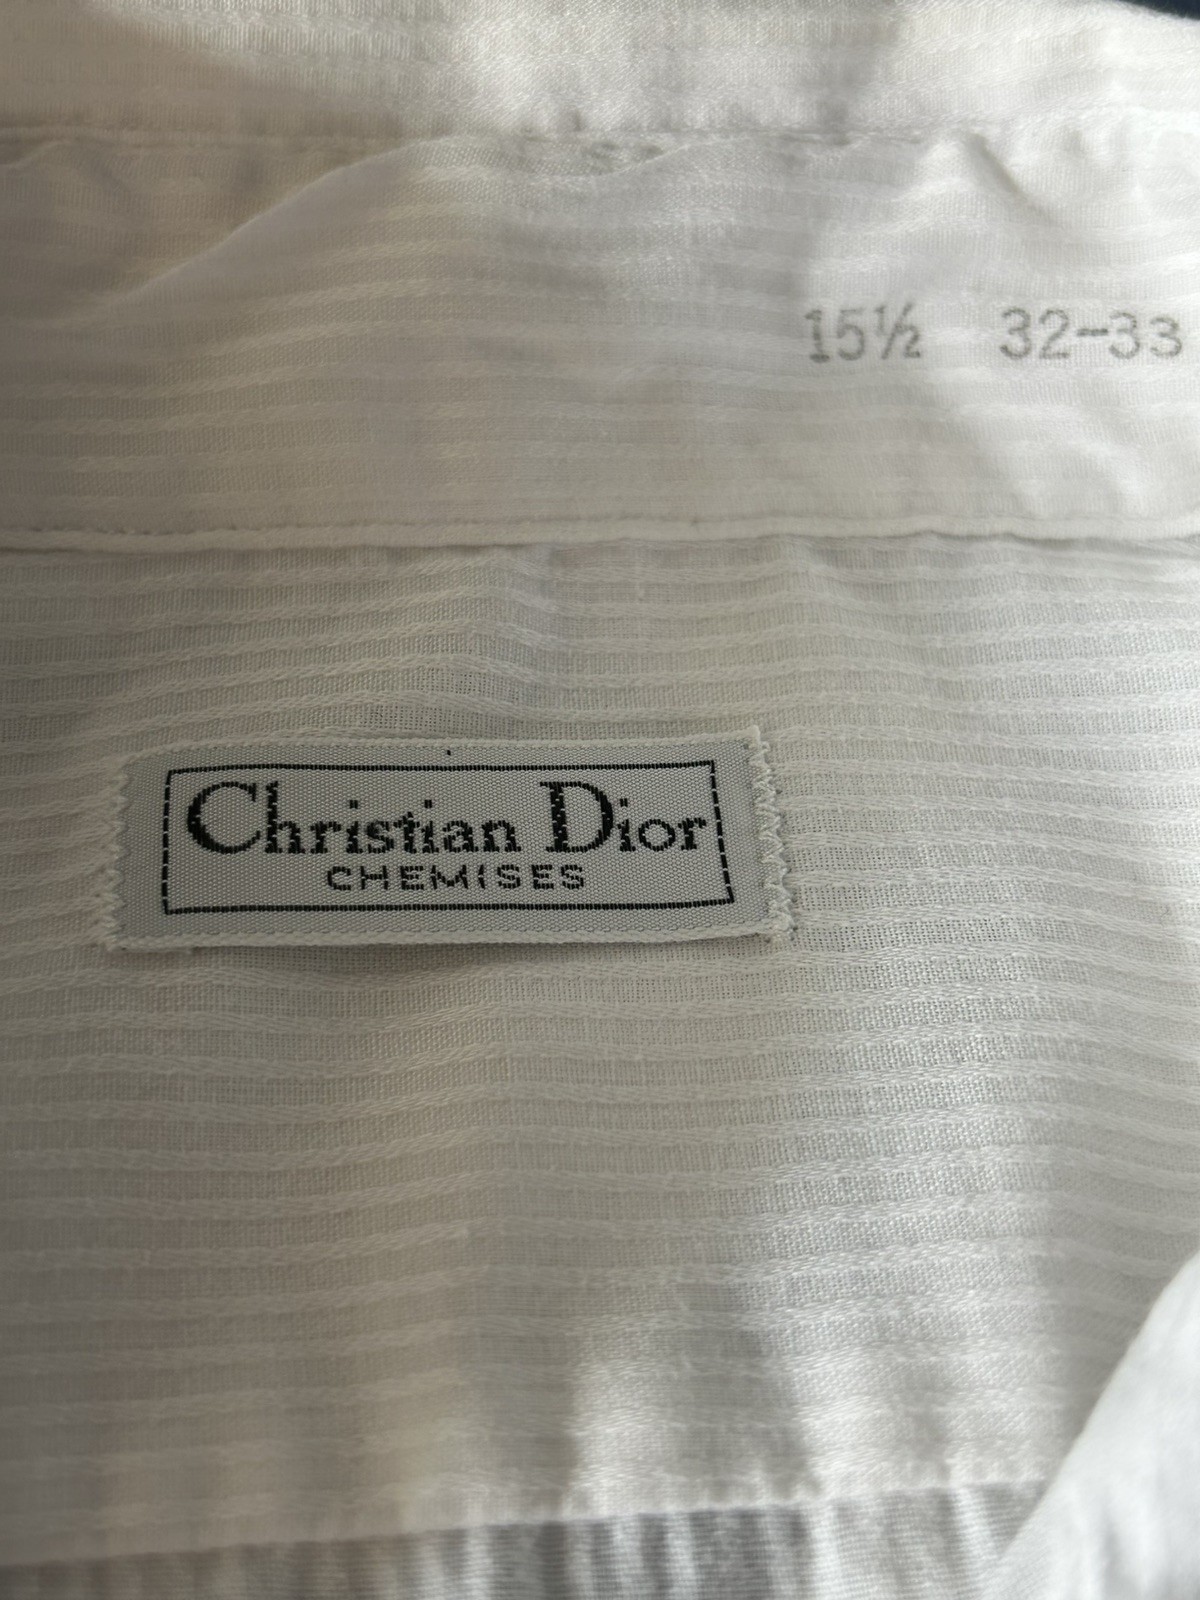 15½ 32-33
Christian Dior
CHEMISES